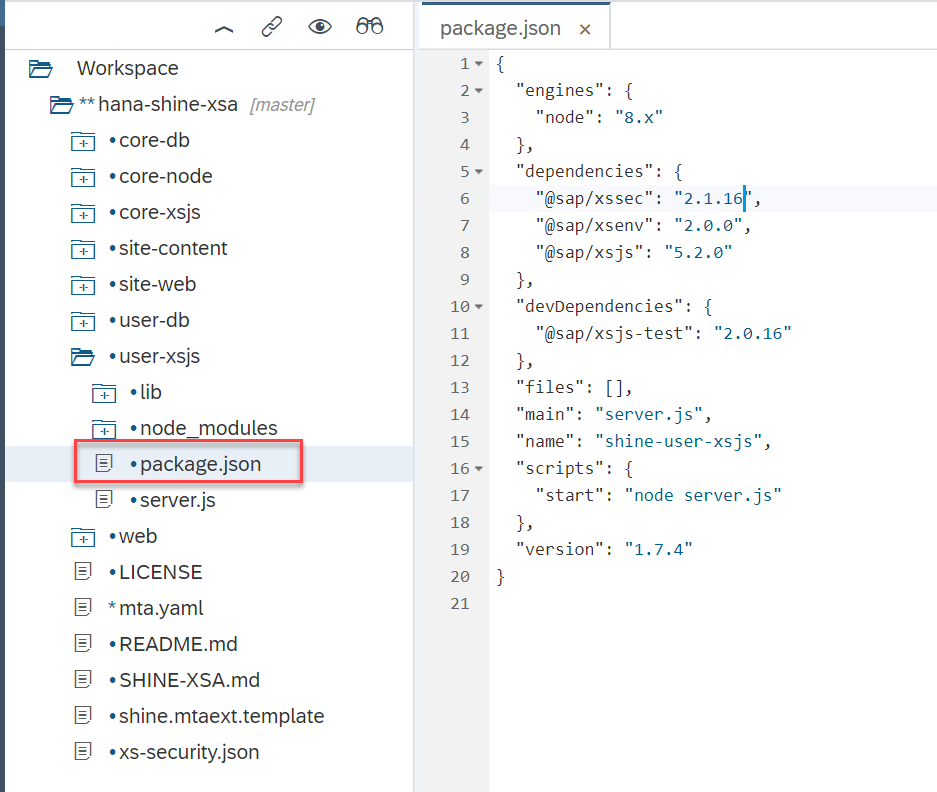 Workspace
** hana-shine-xsa [master]
•core-db
•core-node
•core-xsjs
•site-content
•site-web
•user-db
•user-xsjs
•lib
•node_modules
•package.json
•server.js
•web
•LICENSE
*mta.yaml
•README.md
•SHINE-XSA.md
•shine.mtaext.template
•xs-security.json
package.json ×
1 {
2 "engines": {
3 "node": "8.x"
4 },
5 "dependencies": {
6 "@sap/xssec": "2.1.16",
7 "@sap/xsenv": "2.0.0",
8 "@sap/xsjs": "5.2.0"
9 },
10 "devDependencies": {
11 "@sap/xsjs-test": "2.0.16"
12 },
13 "files": [],
14 "main": "server.js",
15 "name": "shine-user-xsjs",
16 "scripts": {
17 "start": "node server.js"
18 },
19 "version": "1.7.4"
20 }
21